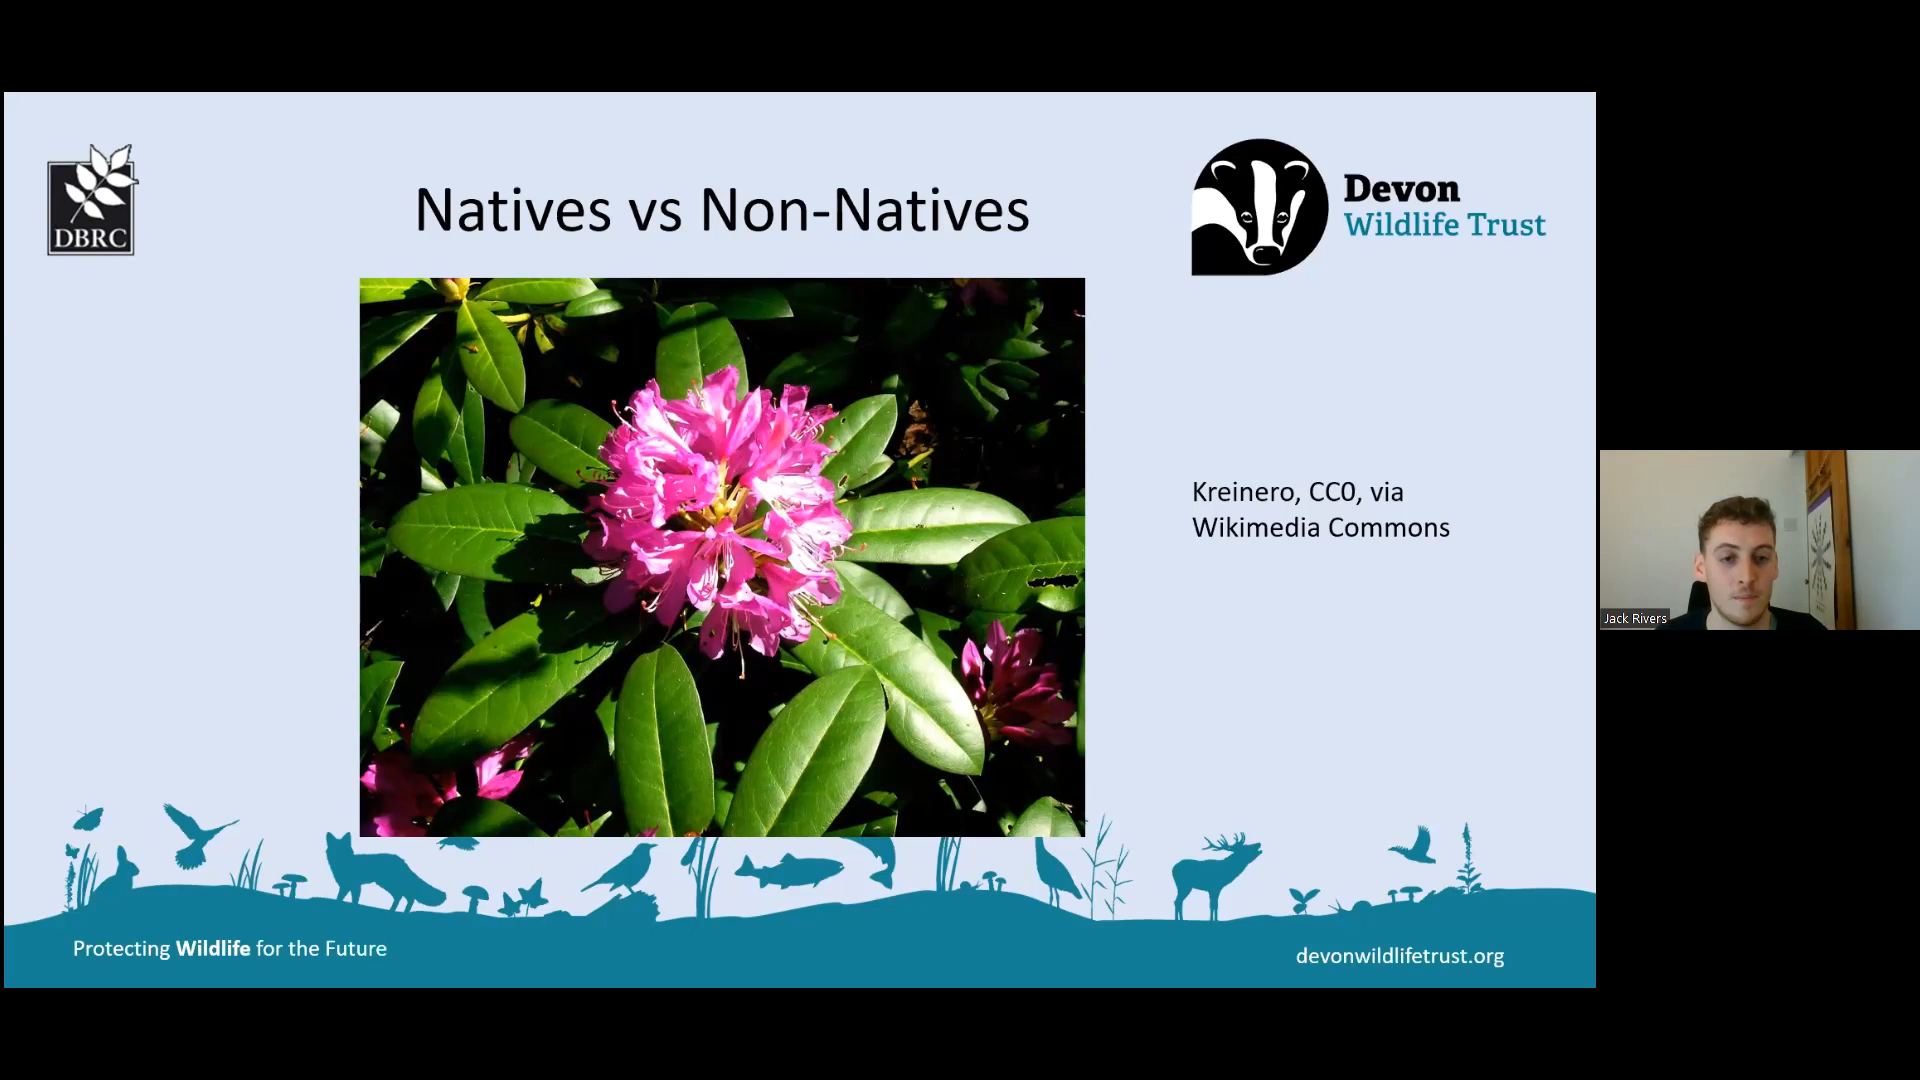 DBRC
Natives vs Non-Natives
Devon
Wildlife Trust
Kreinero, CC0, via
Wikimedia Commons
Jack Rivers
Protecting Wildlife for the Future
devonwildlifetrust.org